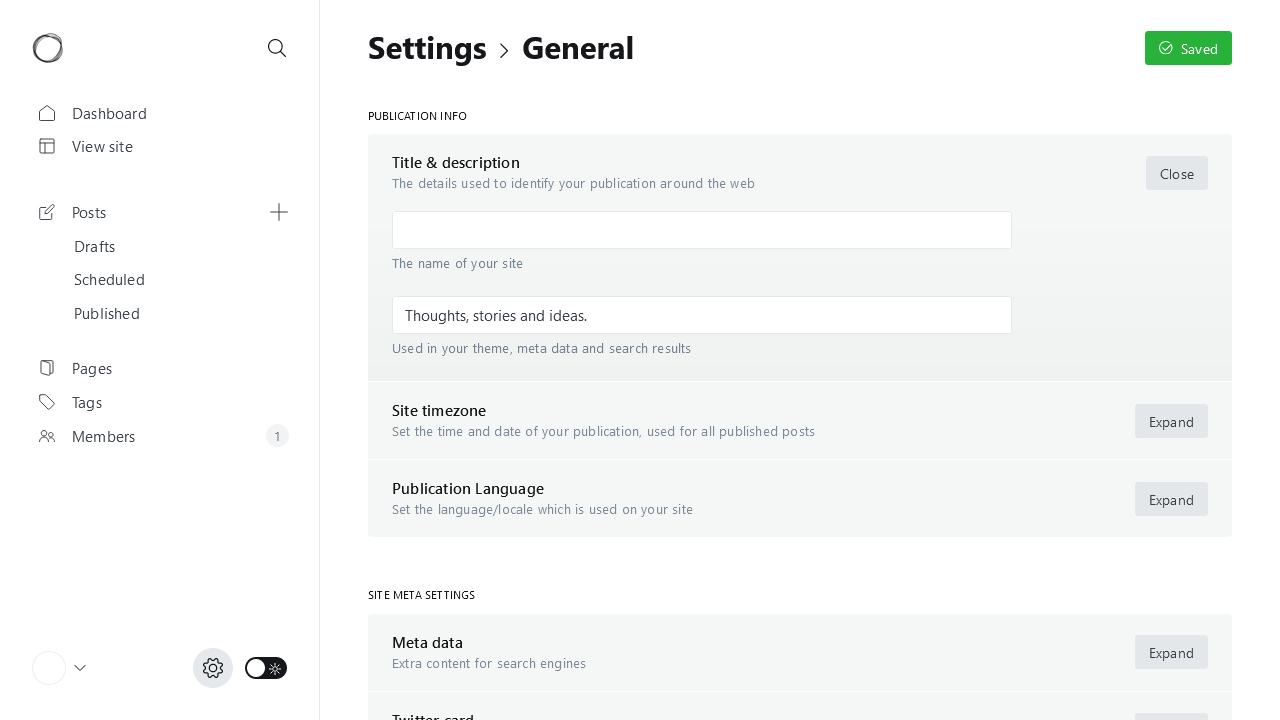 Settings > General
Saved
Dashboard
View site
Posts
Drafts
Scheduled
Published
Pages
Tags
Members
1
PUBLICATION INFO
Title & description
The details used to identify your publication around the web
Close
The name of your site
Thoughts, stories and ideas.
Used in your theme, meta data and search results
Site timezone
Set the time and date of your publication, used for all published posts
Expand
Publication Language
Set the language/locale which is used on your site
Expand
SITE META SETTINGS
Meta data
Extra content for search engines
Expand
Twitter card